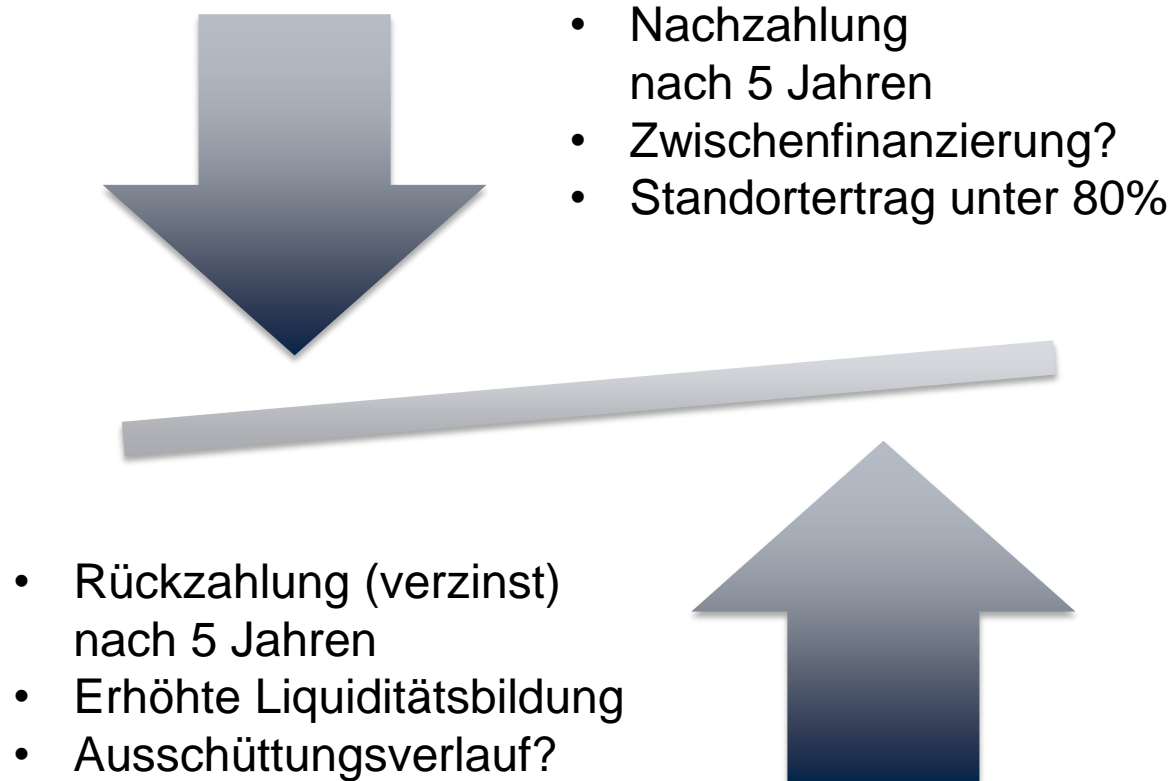 • Nachzahlung
nach 5 Jahren
• Zwischenfinanzierung?
• Standortertrag unter 80%
• Rückzahlung (verzinst)
nach 5 Jahren
• Erhöhte Liquiditätsbildung
• Ausschüttungsverlauf?